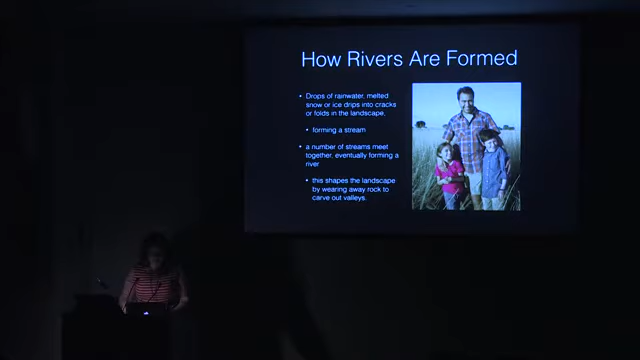 How Rivers Are Formed
• Drops of rainwater, melted
snow or ice drips into cracks
or folds in the landscape,
• forming a stream
• a number of streams meet
together, eventually forming a
river
• this shapes the landscape
by wearing away rock to
carve out valleys.